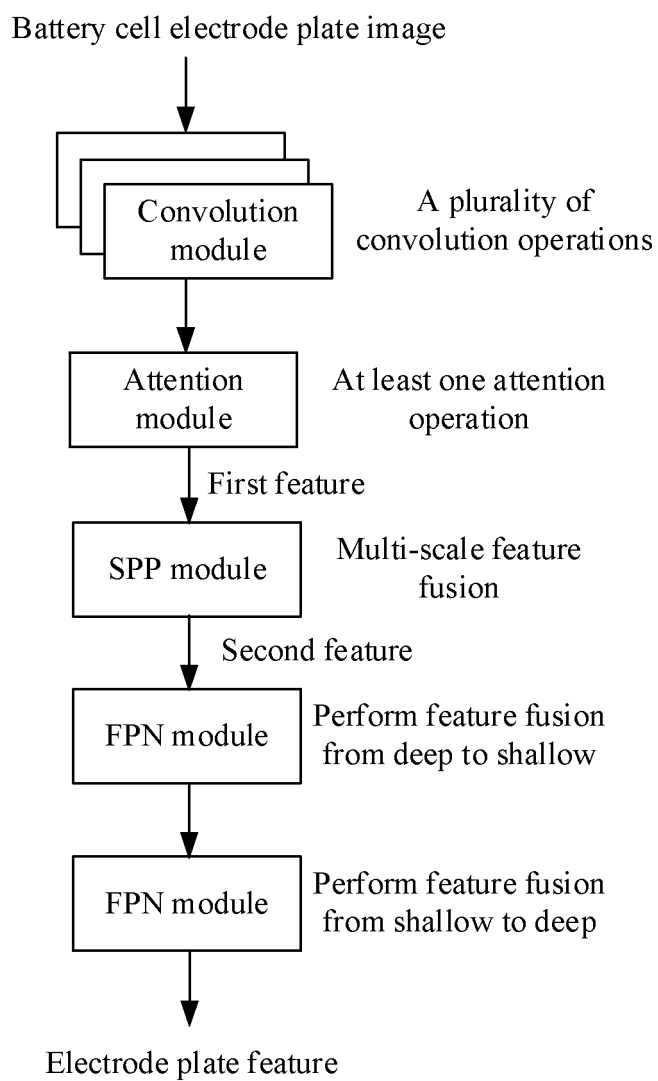 Battery cell electrode plate image
Convolution
module
A plurality of
convolution operations
Attention
module
At least one attention
operation
First feature
SPP module
Multi-scale feature
fusion
Second feature
FPN module
Perform feature fusion
from deep to shallow
FPN module
Perform feature fusion
from shallow to deep
Electrode plate feature